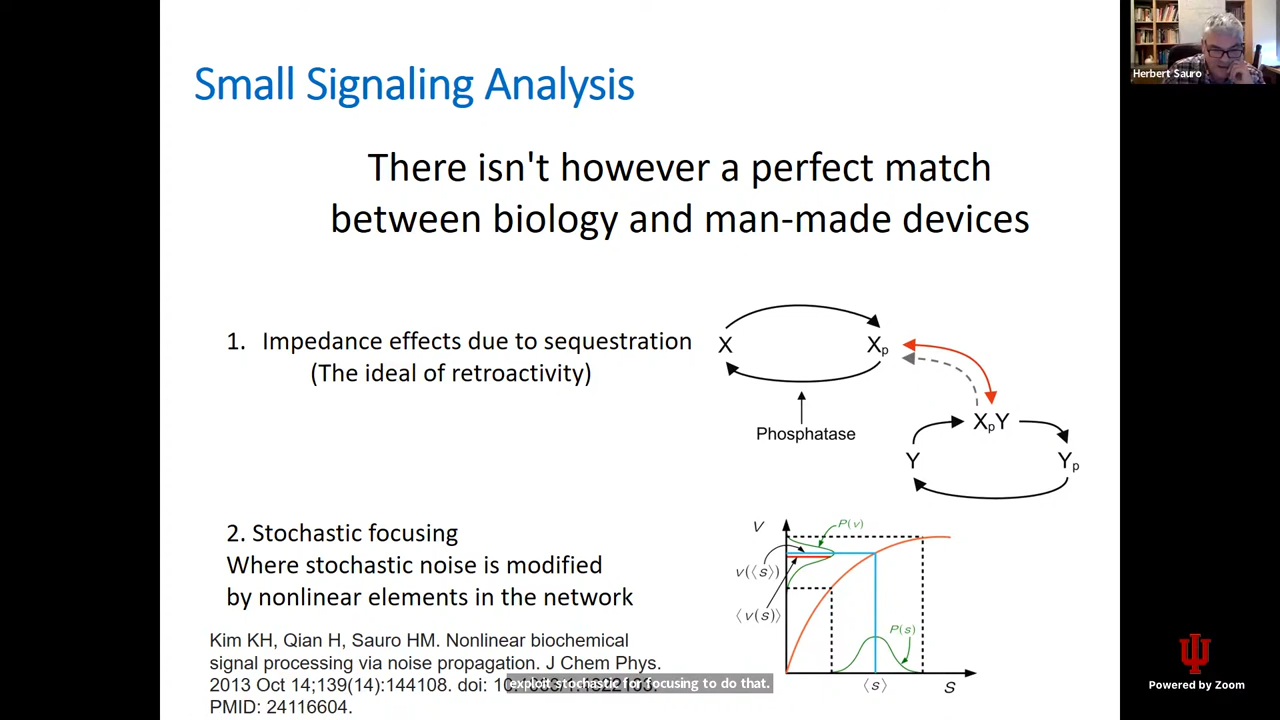 Small Signaling Analysis
There isn't however a perfect match
between biology and man-made devices
1. Impedance effects due to sequestration
(The ideal of retroactivity)
X
Xp
Phosphatase
XpY
Y
Yp
2. Stochastic focusing
Where stochastic noise is modified
by nonlinear elements in the network
Kim KH, Qian H, Sauro HM. Nonlinear biochemical
signal processing via noise propagation. J Chem Phys.
2013 Oct 14;139(14):144108. doi:
PMID: 24116604.
exploit stochastic for focusing to do that.
V
P(v)
v(⟨s⟩)
⟨v(s)⟩
P(s)
⟨s⟩
S
Herbert Sauro
Powered by Zoom